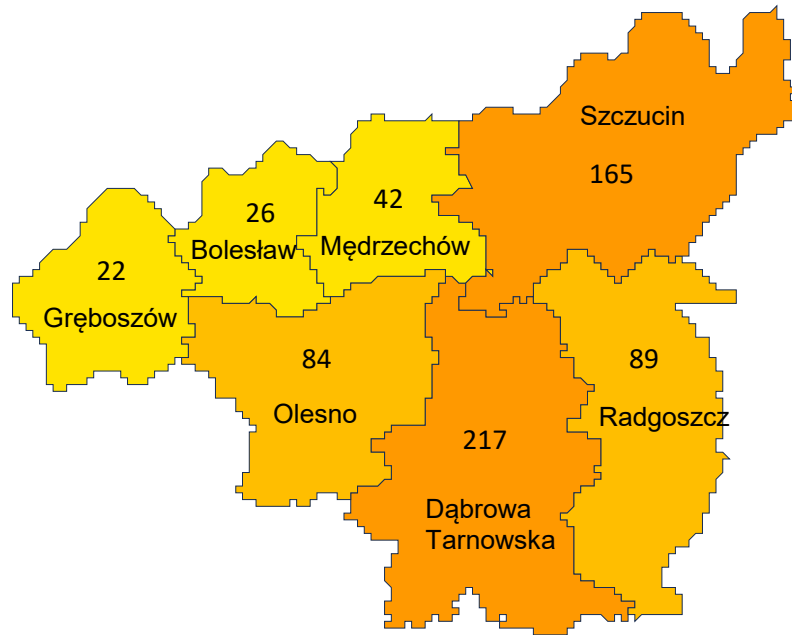 Szczucin
165
42
Mędrzechów
26
Bolesław
22
Gręboszów
84
Olesno
89
Radgoszcz
217
Dąbrowa
Tarnowska